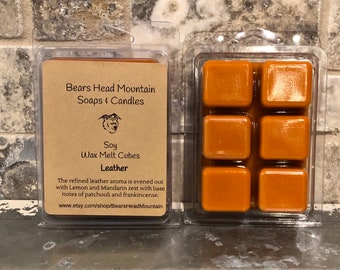 Bears Head Mountain
Soaps & Candles
Soy
Wax Melt Cubes
Leather
The refined leather aroma is evened out
with Lemon and Mandarin zest with base
notes of patchouli and frankincense.
www.etsy.com/shop/BearsHeadMountain